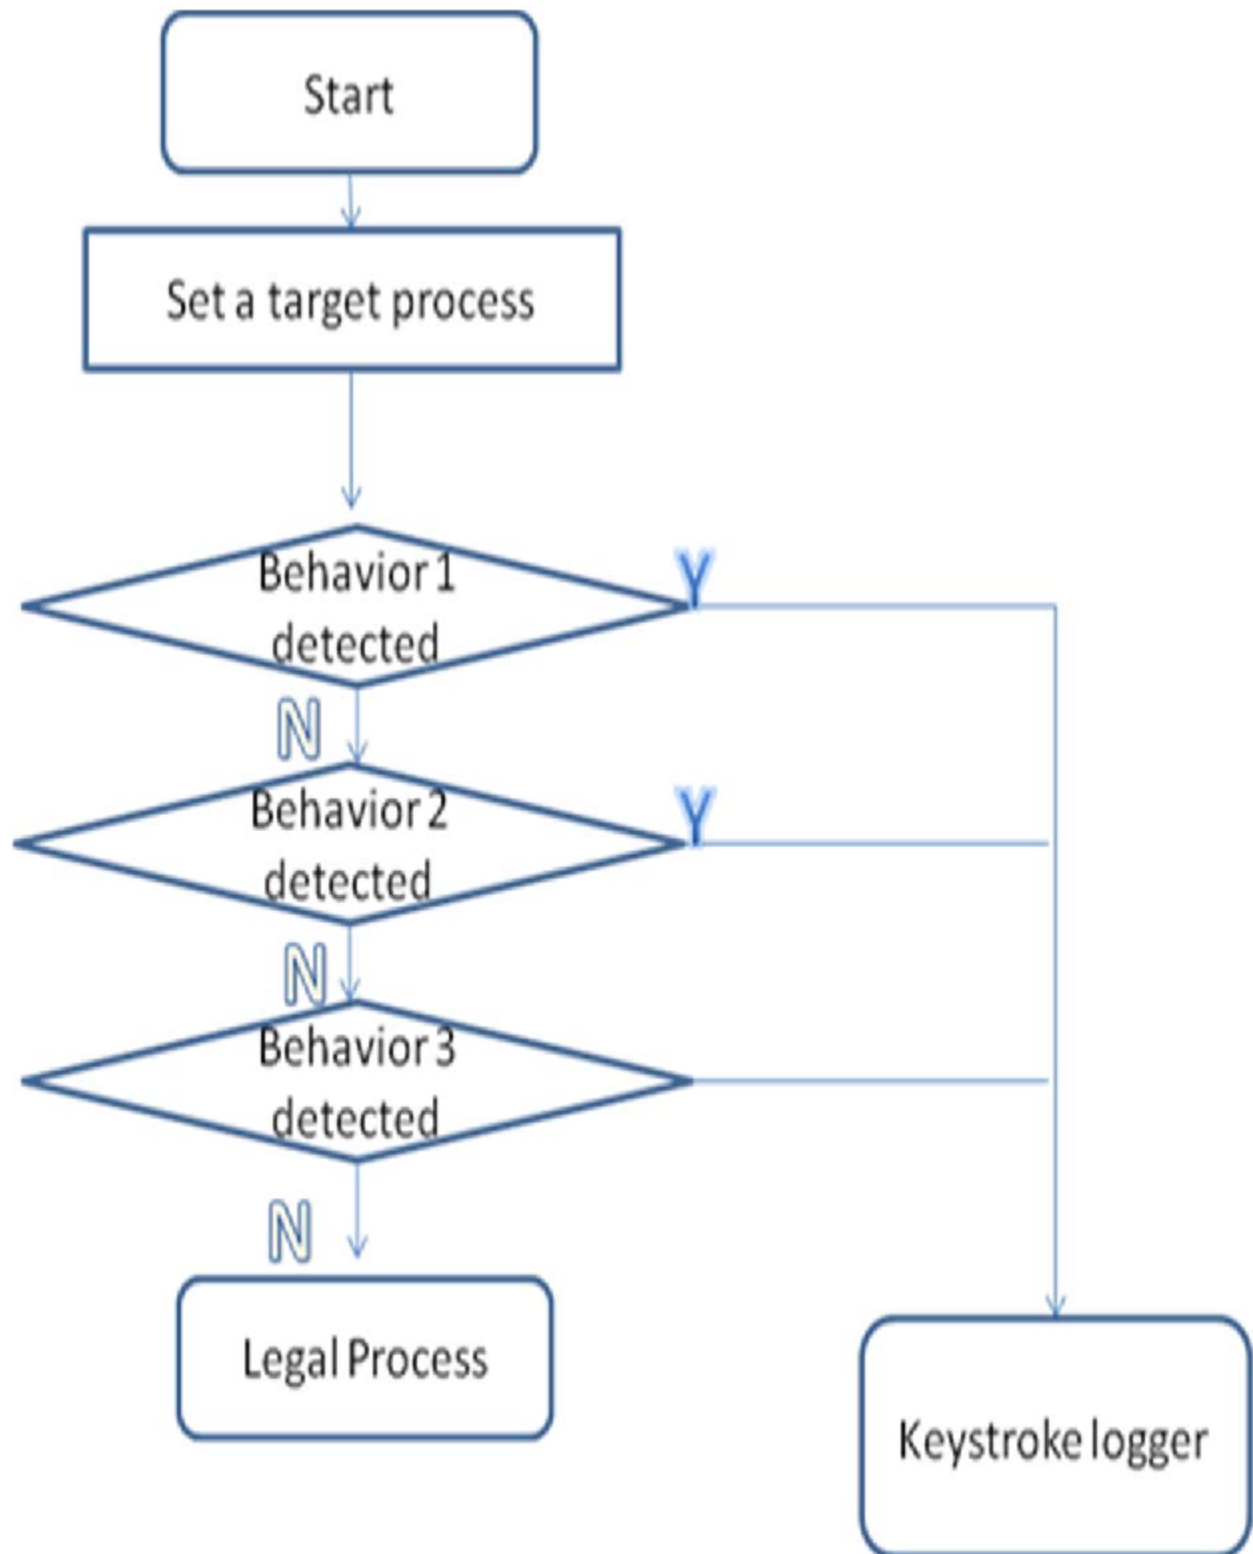 Start
Set a target process
Behavior 1
detected
Y
N
Behavior 2
detected
Y
N
Behavior 3
detected
N
Legal Process
Keystroke logger